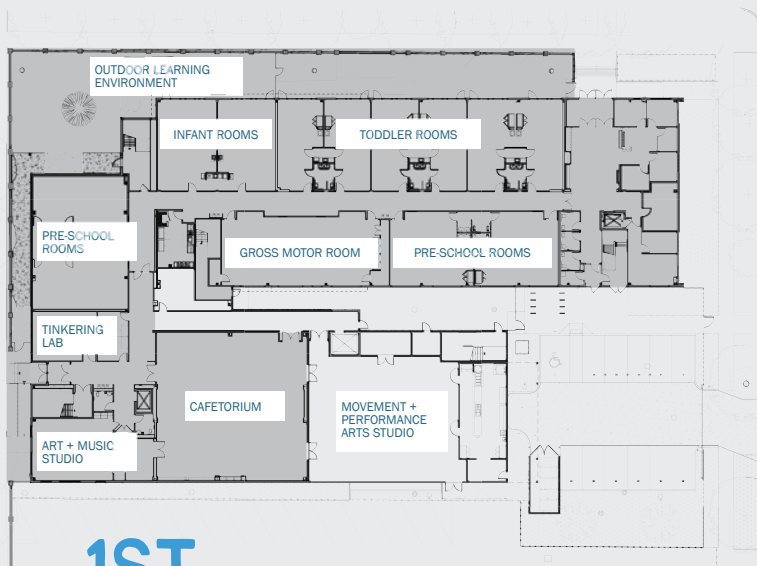 OUTDOOR LEARNING
ENVIRONMENT
INFANT ROOMS
TODDLER ROOMS
PRE-SCHOOL
ROOMS
GROSS MOTOR ROOM
PRE-SCHOOL ROOMS
TINKERING
LAB
CAFETORIUM
MOVEMENT +
PERFORMANCE
ARTS STUDIO
ART + MUSIC
STUDIO
1ST